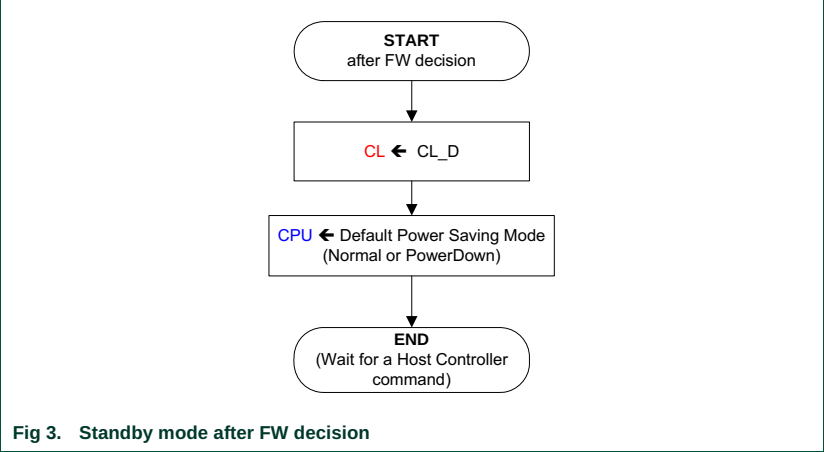 START
after FW decision
CL 🡸 CL_D
CPU 🡸 Default Power Saving Mode
(Normal or PowerDown)
END
(Wait for a Host Controller
command)
Fig 3. Standby mode after FW decision